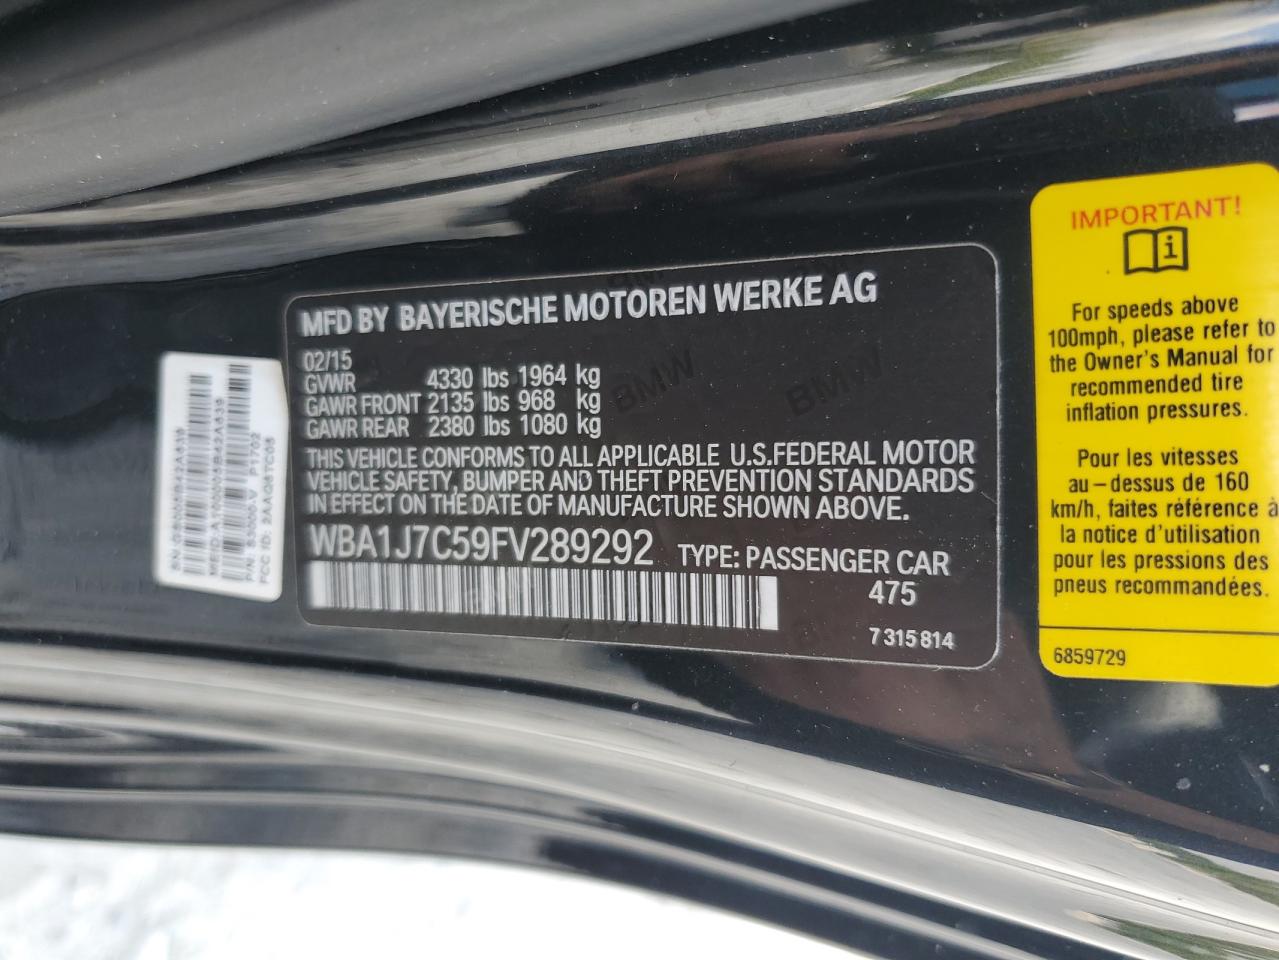 MFD BY BAYERISCHE MOTOREN WERKE AG
02/15
GVWR 4330 lbs 1964 kg
GAWR FRONT 2135 lbs 968 kg
GAWR REAR 2380 lbs 1080 kg
THIS VEHICLE CONFORMS TO ALL APPLICABLE U.S.FEDERAL MOTOR
VEHICLE SAFETY, BUMPER AND THEFT PREVENTION STANDARDS
IN EFFECT ON THE DATE OF MANUFACTURE SHOWN ABOVE.
WBA1J7C59FV289292 TYPE: PASSENGER CAR
475
7315814
BMW
BMW
IMPORTANT!
i
For speeds above
100mph, please refer to
the Owner's Manual for
recommended tire
inflation pressures.
Pour les vitesses
au-dessus de 160
km/h, faites référence à
la notice d'utilisation
pour les pressions de
pneus recommandées.
6859729